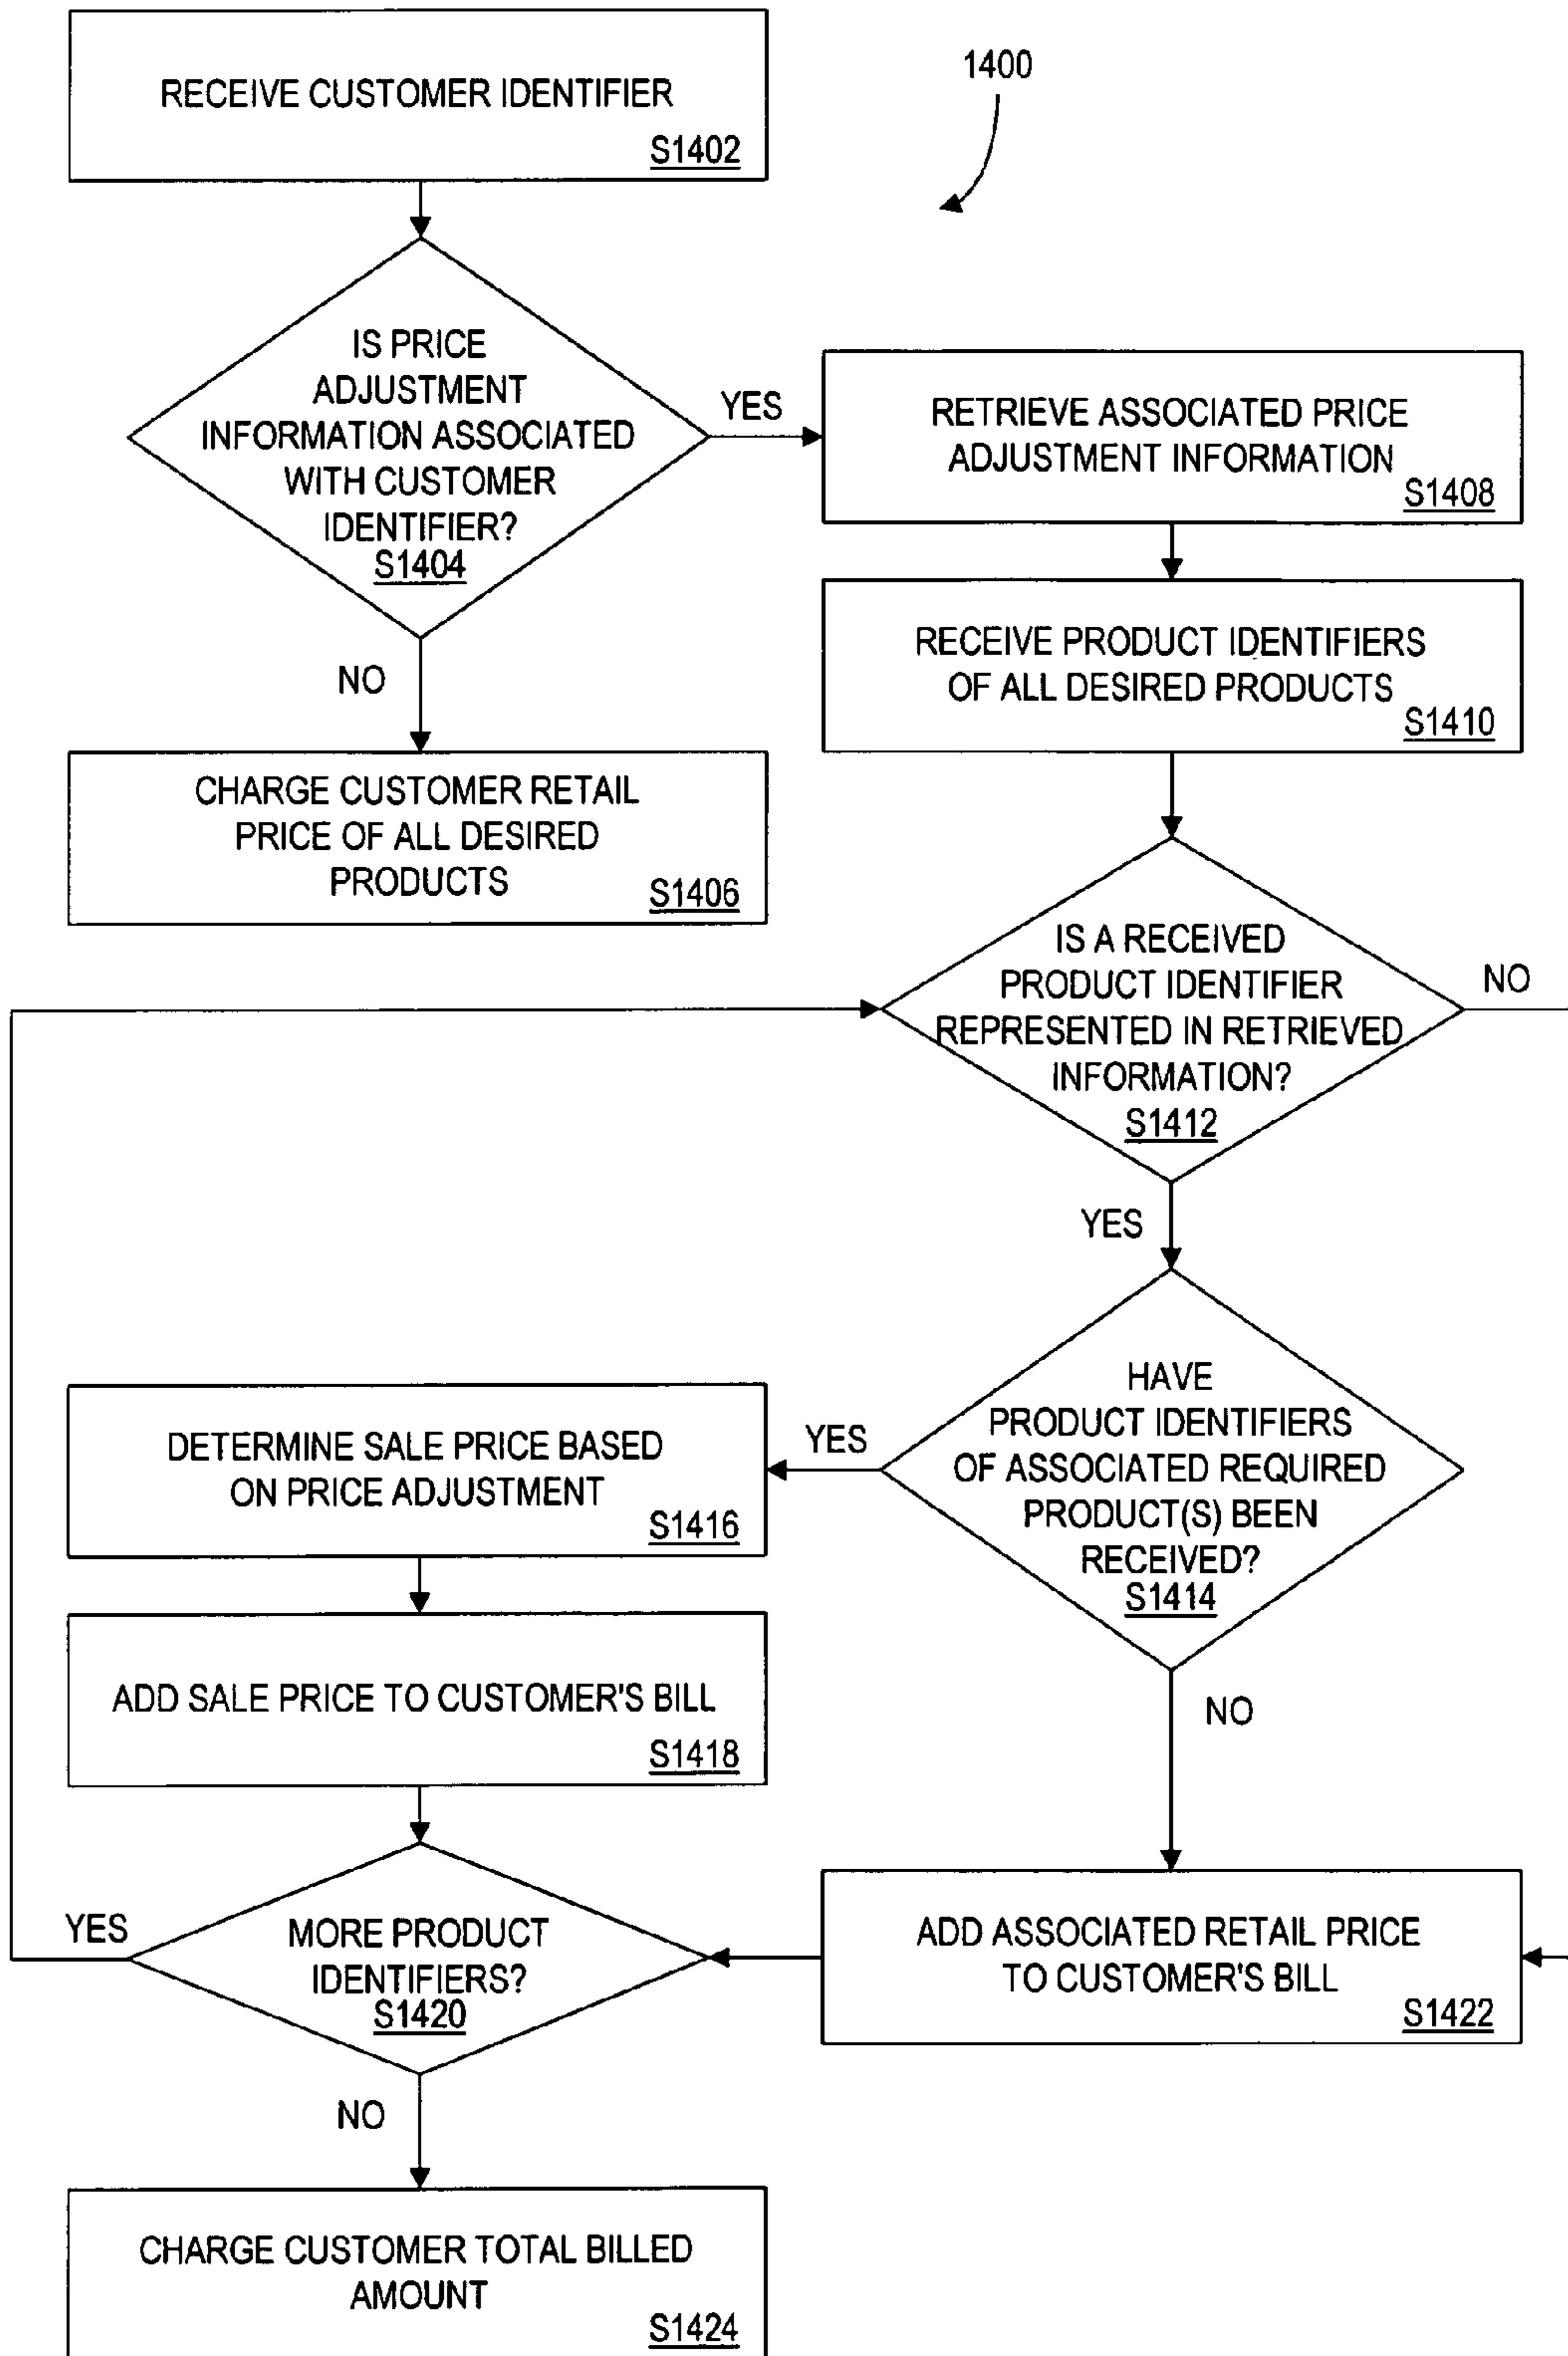 RECEIVE CUSTOMER IDENTIFIER
S1402
1400
IS PRICE
ADJUSTMENT
INFORMATION ASSOCIATED
WITH CUSTOMER
IDENTIFIER?
S1404
YES
NO
RETRIEVE ASSOCIATED PRICE
ADJUSTMENT INFORMATION
S1408
RECEIVE PRODUCT IDENTIFIERS
OF ALL DESIRED PRODUCTS
S1410
CHARGE CUSTOMER RETAIL
PRICE OF ALL DESIRED
PRODUCTS
S1406
IS A RECEIVED
PRODUCT IDENTIFIER
REPRESENTED IN RETRIEVED
INFORMATION?
S1412
NO
YES
HAVE
PRODUCT IDENTIFIERS
OF ASSOCIATED REQUIRED
PRODUCT(S) BEEN
RECEIVED?
S1414
YES
NO
DETERMINE SALE PRICE BASED
ON PRICE ADJUSTMENT
S1416
ADD SALE PRICE TO CUSTOMER'S BILL
S1418
MORE PRODUCT
IDENTIFIERS?
S1420
YES
NO
ADD ASSOCIATED RETAIL PRICE
TO CUSTOMER'S BILL
S1422
CHARGE CUSTOMER TOTAL BILLED
AMOUNT
S1424